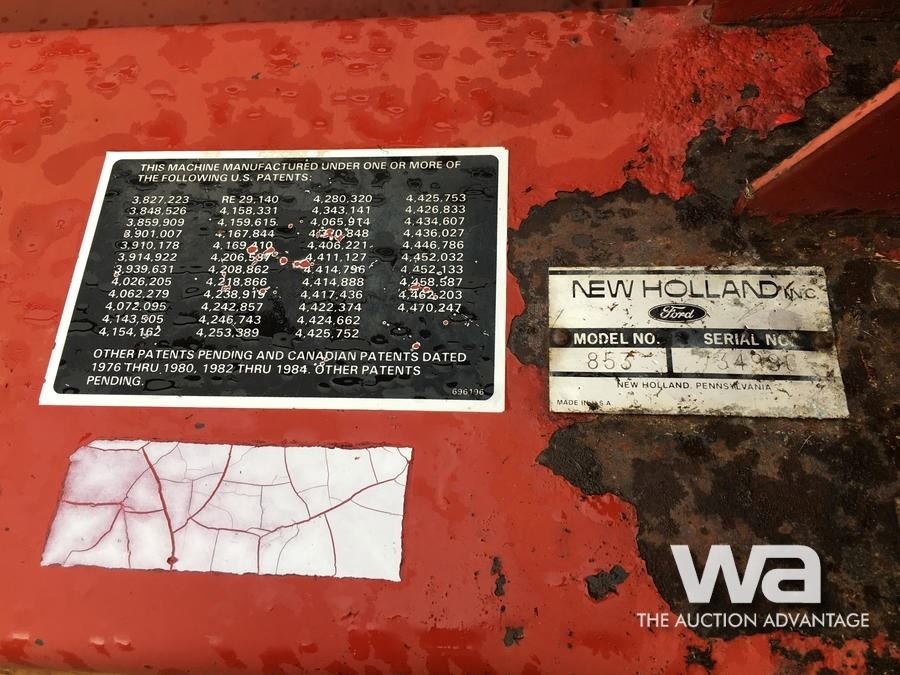 THIS MACHINE MANUFACTURED UNDER ONE OR MORE OF
THE FOLLOWING U.S. PATENTS:
3,827,223 RE 29,140 4,280,320 4,425,753
3,848,526 4,158,331 4,343,141 4,426,833
3,859,909 4,159,615 4,065,914 4,434,607
3,901,007 4,167,844 4,436,027
3,910,178 4,169,410 4,406,221 4,446,786
3,914,922 4,206,587 4,411,127 4,452,032
3,939,631 4,208,862 4,414,796 4,452,133
4,026,205 4,218,866 4,414,888 4,458,587
4,062,279 4,238,919 4,417,436 4,462,203
4,072,095 4,242,857 4,422,374 4,470,247
4,143,505 4,246,743 4,424,662
4,154,162 4,253,389 4,425,752
OTHER PATENTS PENDING AND CANADIAN PATENTS DATED
1976 THRU 1980, 1982 THRU 1984. OTHER PATENTS
PENDING.
696196
NEW HOLLAND INC
Ford
MODEL NO. SERIAL NO.
853
NEW HOLLAND, PENNSYLVANIA
MADE IN U.S.A.
wa
THE AUCTION ADVANTAGE